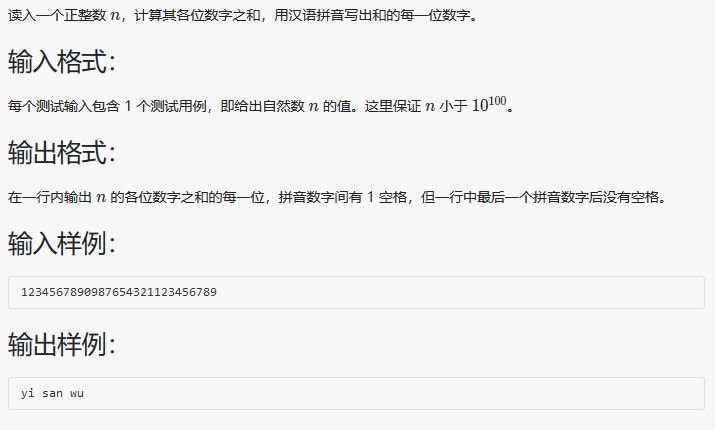 读入一个正整数 n，计算其各位数字之和，用汉语拼音写出和的每一位数字。
输入格式：
每个测试输入包含 1 个测试用例，即给出自然数 n 的值。这里保证 n 小于 10^100。
输出格式：
在一行内输出 n 的各位数字之和的每一位，拼音数字间有 1 空格，但一行中最后一个拼音数字后没有空格。
输入样例：
1234567890987654321123456789
输出样例：
yi san wu